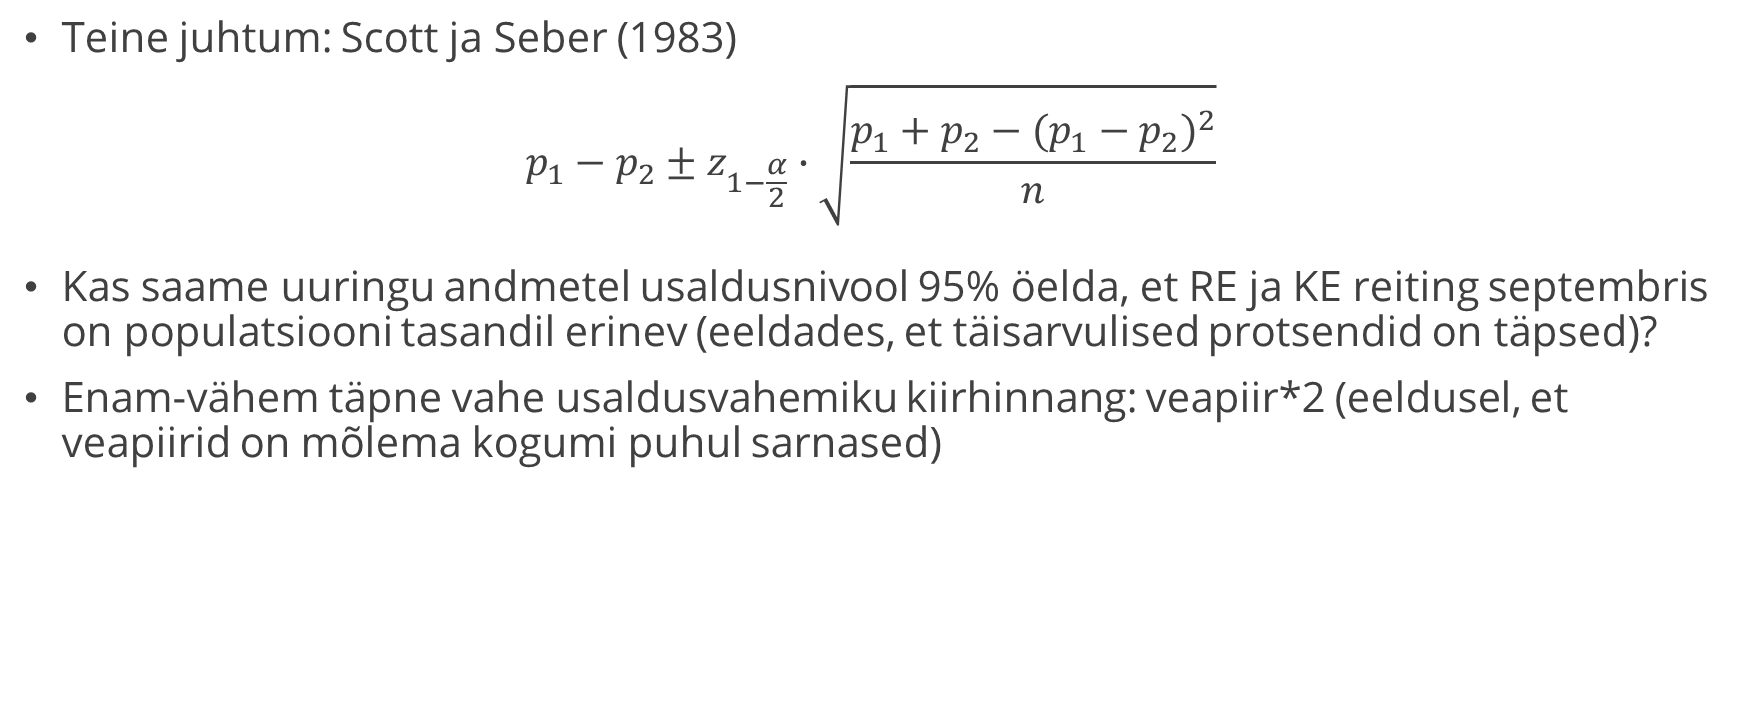 • Teine juhtum: Scott ja Seber (1983)
p₁ − p₂ ± z₁₋α/₂ · √((p₁ + p₂ − (p₁ − p₂)²)/n)
• Kas saame uuringu andmetel usaldusnivool 95% öelda, et RE ja KE reiting septembris
on populatsiooni tasandil erinev (eeldades, et täisarvulised protsendid on täpsed)?
• Enam-vähem täpne vahe usaldusvahemiku kiirhinnang: veapiir*2 (eeldusel, et
veapiirid on mõlema kogumi puhul sarnased)